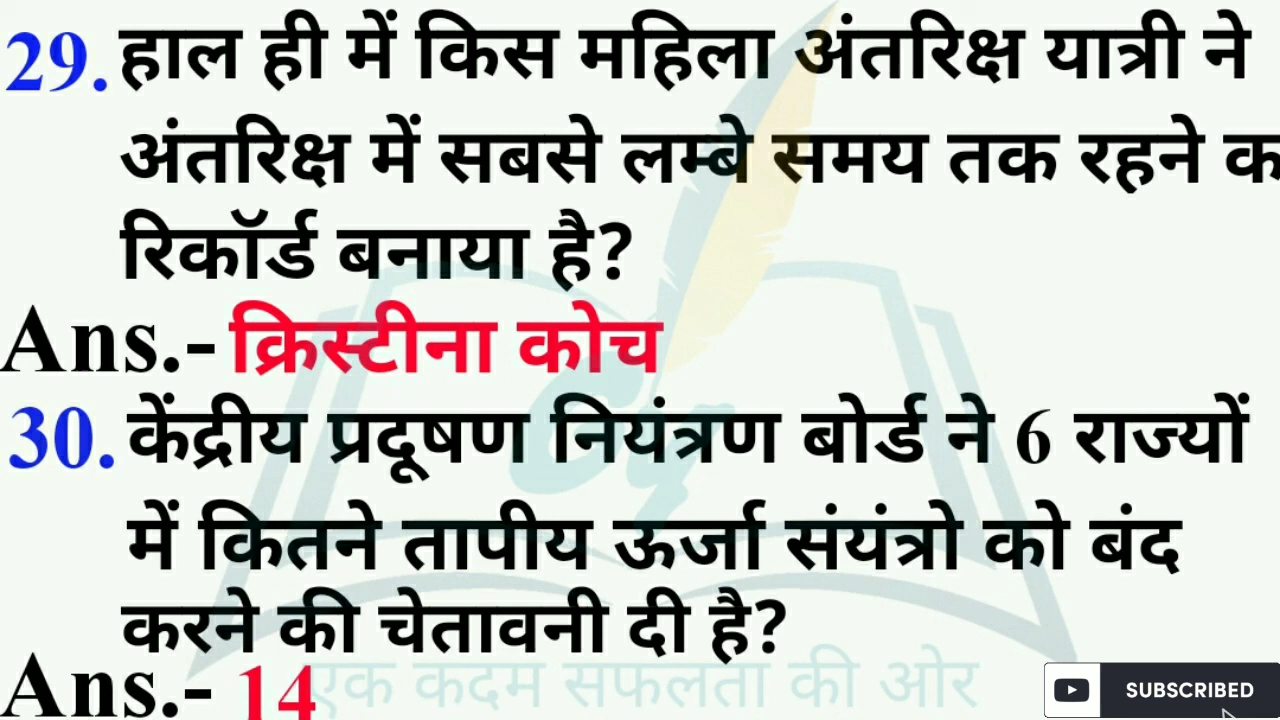 29. हाल ही में किस महिला अंतरिक्ष यात्री ने
अंतरिक्ष में सबसे लम्बे समय तक रहने क
रिकॉर्ड बनाया है?
Ans.- क्रिस्टीना कोच
30. केंद्रीय प्रदूषण नियंत्रण बोर्ड ने 6 राज्यों
में कितने तापीय ऊर्जा संयंत्रो को बंद
करने की चेतावनी दी है?
Ans.- 14
एक कदम सफलता की ओर
SUBSCRIBED